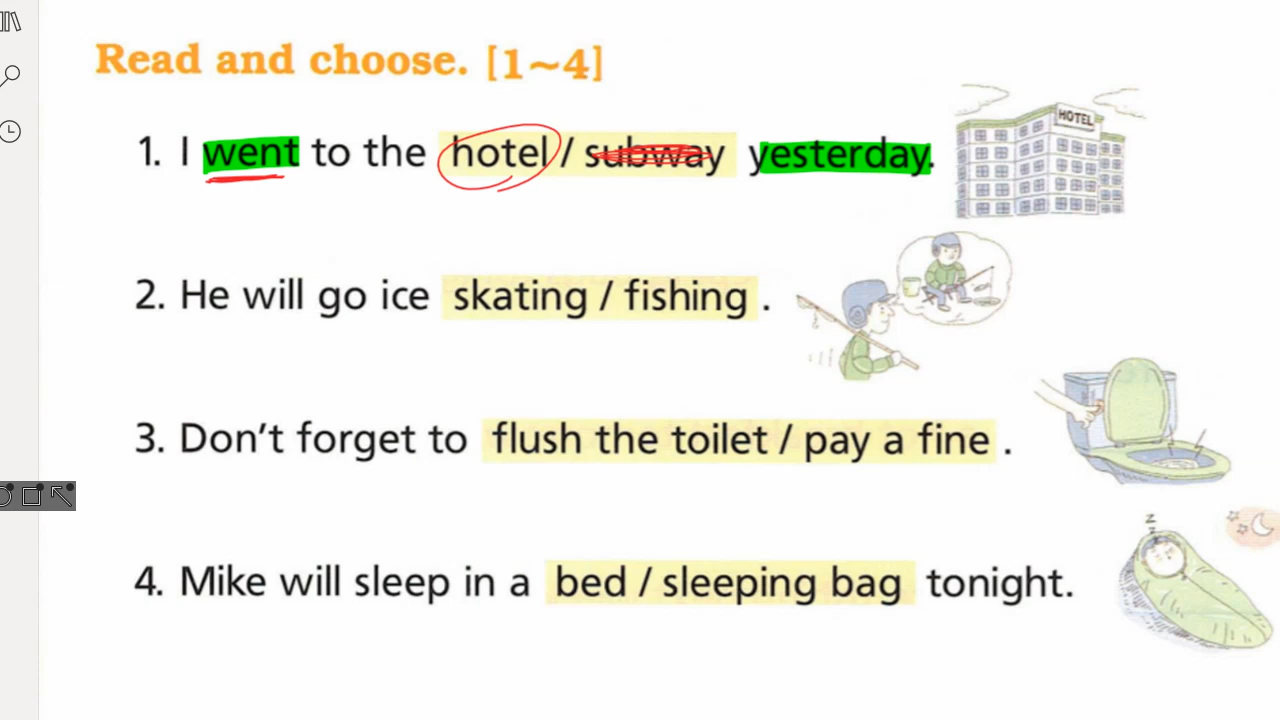 Read and choose. [1~4]
1. I went to the hotel / subway yesterday.
HOTEL
2. He will go ice skating / fishing .
3. Don't forget to flush the toilet / pay a fine .
z
z
4. Mike will sleep in a bed / sleeping bag tonight.